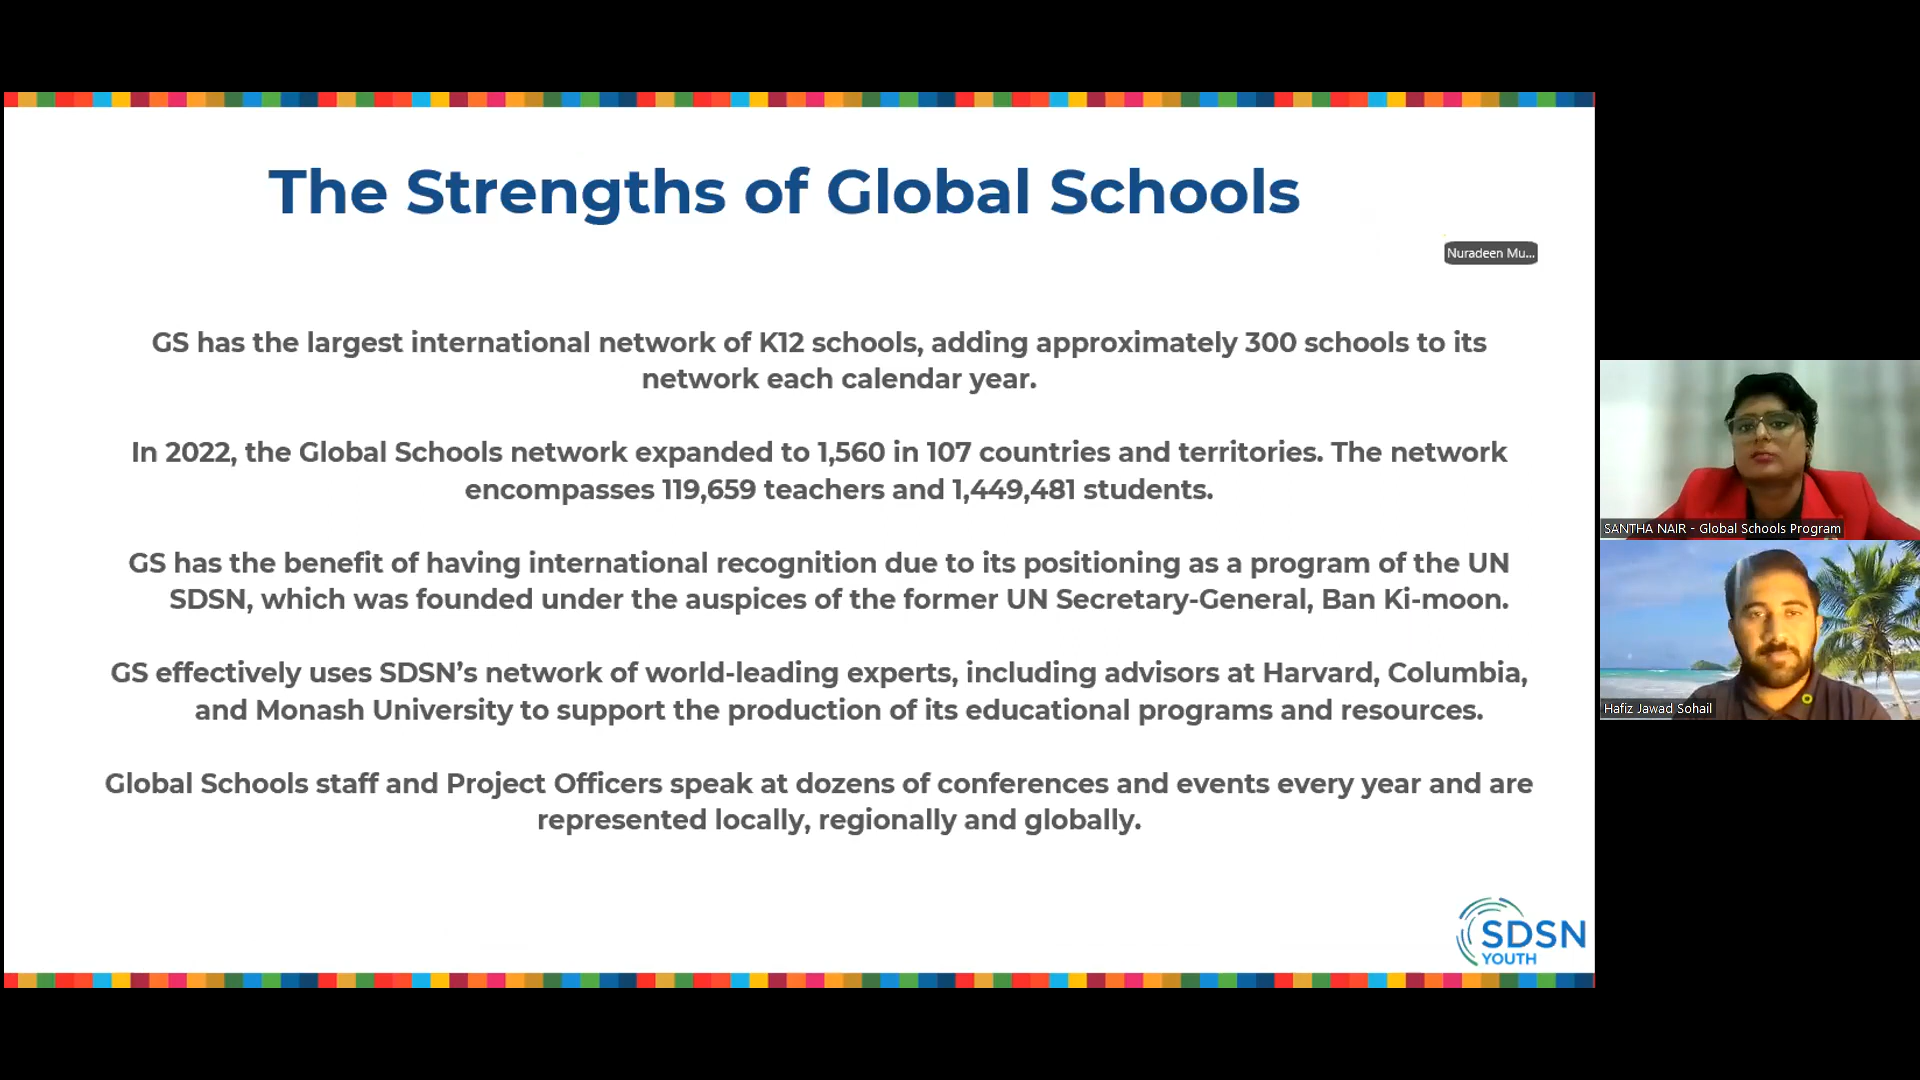 The Strengths of Global Schools
Nuradeen Mu...
GS has the largest international network of K12 schools, adding approximately 300 schools to its
network each calendar year.
In 2022, the Global Schools network expanded to 1,560 in 107 countries and territories. The network
encompasses 119,659 teachers and 1,449,481 students.
GS has the benefit of having international recognition due to its positioning as a program of the UN
SDSN, which was founded under the auspices of the former UN Secretary-General, Ban Ki-moon.
GS effectively uses SDSN’s network of world-leading experts, including advisors at Harvard, Columbia,
and Monash University to support the production of its educational programs and resources.
Global Schools staff and Project Officers speak at dozens of conferences and events every year and are
represented locally, regionally and globally.
SDSN
YOUTH
SANTHA NAIR - Global Schools Program
Hafiz Jawad Sohail